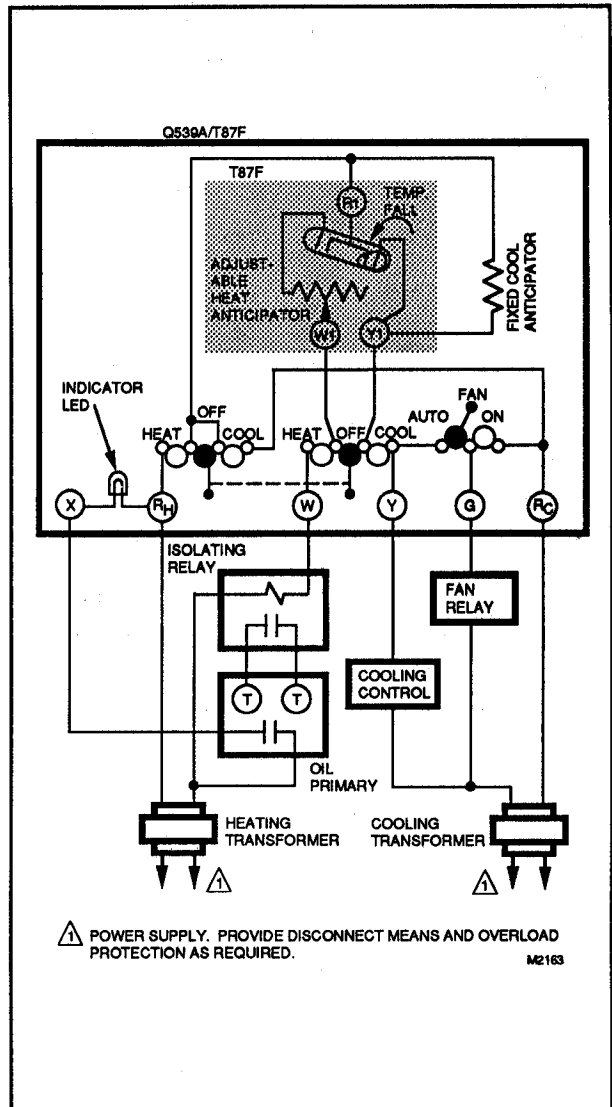 Q539A/T87F
T87F
R1
TEMP.
FALL
ADJUST-
ABLE
HEAT
ANTICIPATOR
W1
Y1
FIXED COOL
ANTICIPATOR
INDICATOR
LED
OFF
HEAT
COOL
HEAT
OFF
COOL
FAN
AUTO
ON
X
RH
W
Y
G
RC
ISOLATING
RELAY
T
T
OIL
PRIMARY
FAN
RELAY
COOLING
CONTROL
HEATING
TRANSFORMER
1
COOLING
TRANSFORMER
1
1 POWER SUPPLY. PROVIDE DISCONNECT MEANS AND OVERLOAD
PROTECTION AS REQUIRED.
M2163